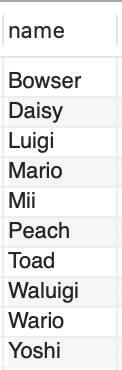 name
Bowser
Daisy
Luigi
Mario
Mii
Peach
Toad
Waluigi
Wario
Yoshi